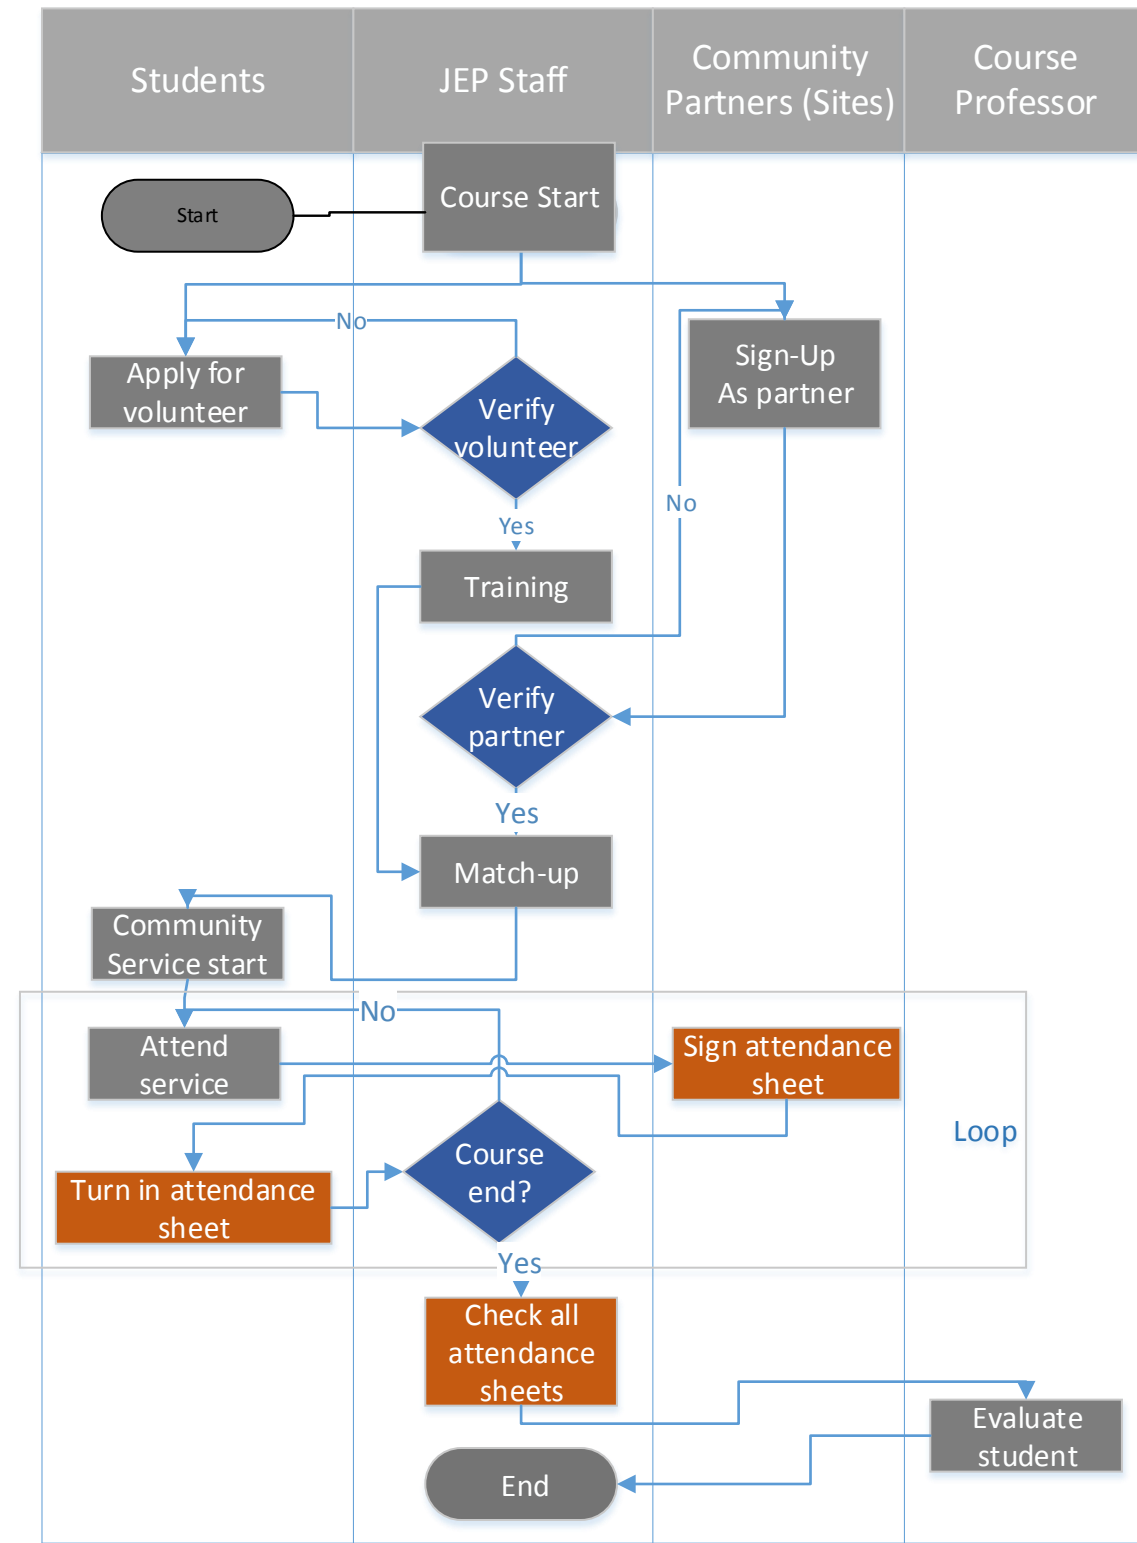 Students
JEP Staff
Community
Partners (Sites)
Course
Professor
Start
Course Start
No
Apply for
volunteer
Verify
volunteer
Sign-Up
As partner
No
Yes
Training
Verify
partner
Yes
Match-up
Community
Service start
No
Attend
service
Sign attendance
sheet
Loop
Course
end?
Turn in attendance
sheet
Yes
Check all
attendance
sheets
Evaluate
student
End